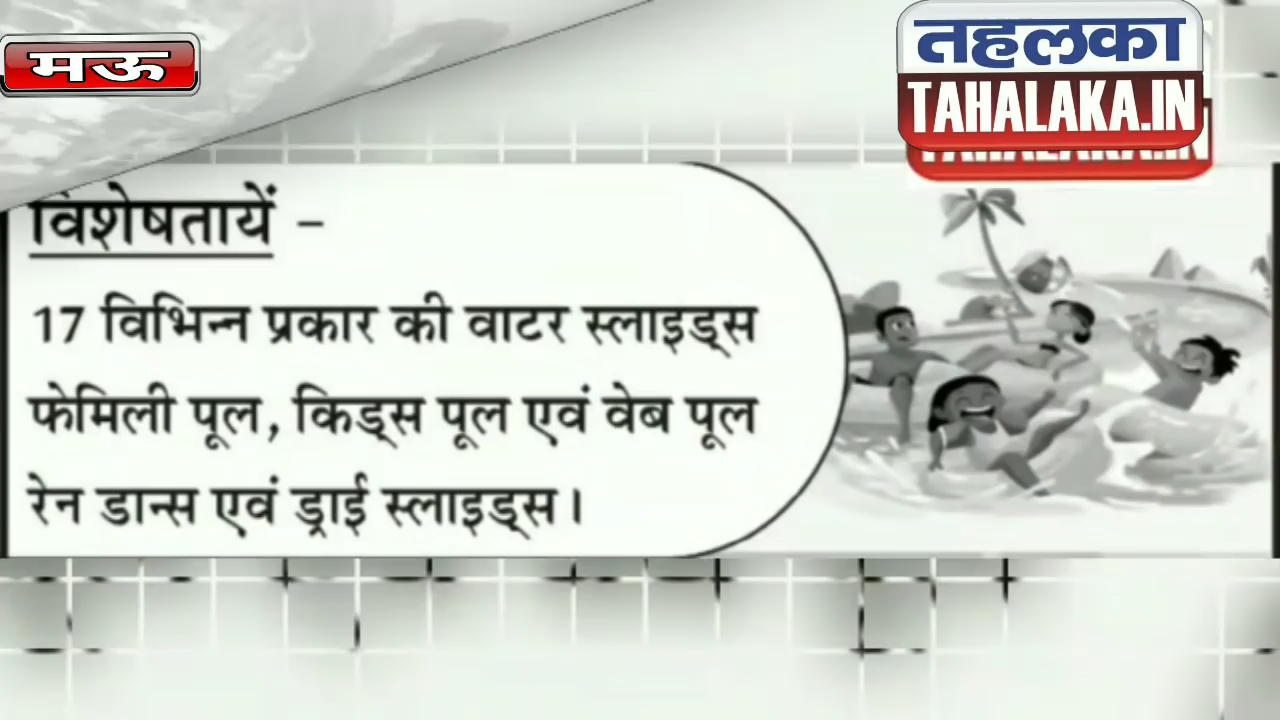 मऊ
तहलका
TAHALAKA.IN
विशेषतायें -
17 विभिन्न प्रकार की वाटर स्लाइड्स
फेमिली पूल, किड्स पूल एवं वेब पूल
रेन डान्स एवं ड्राई स्लाइड्स।